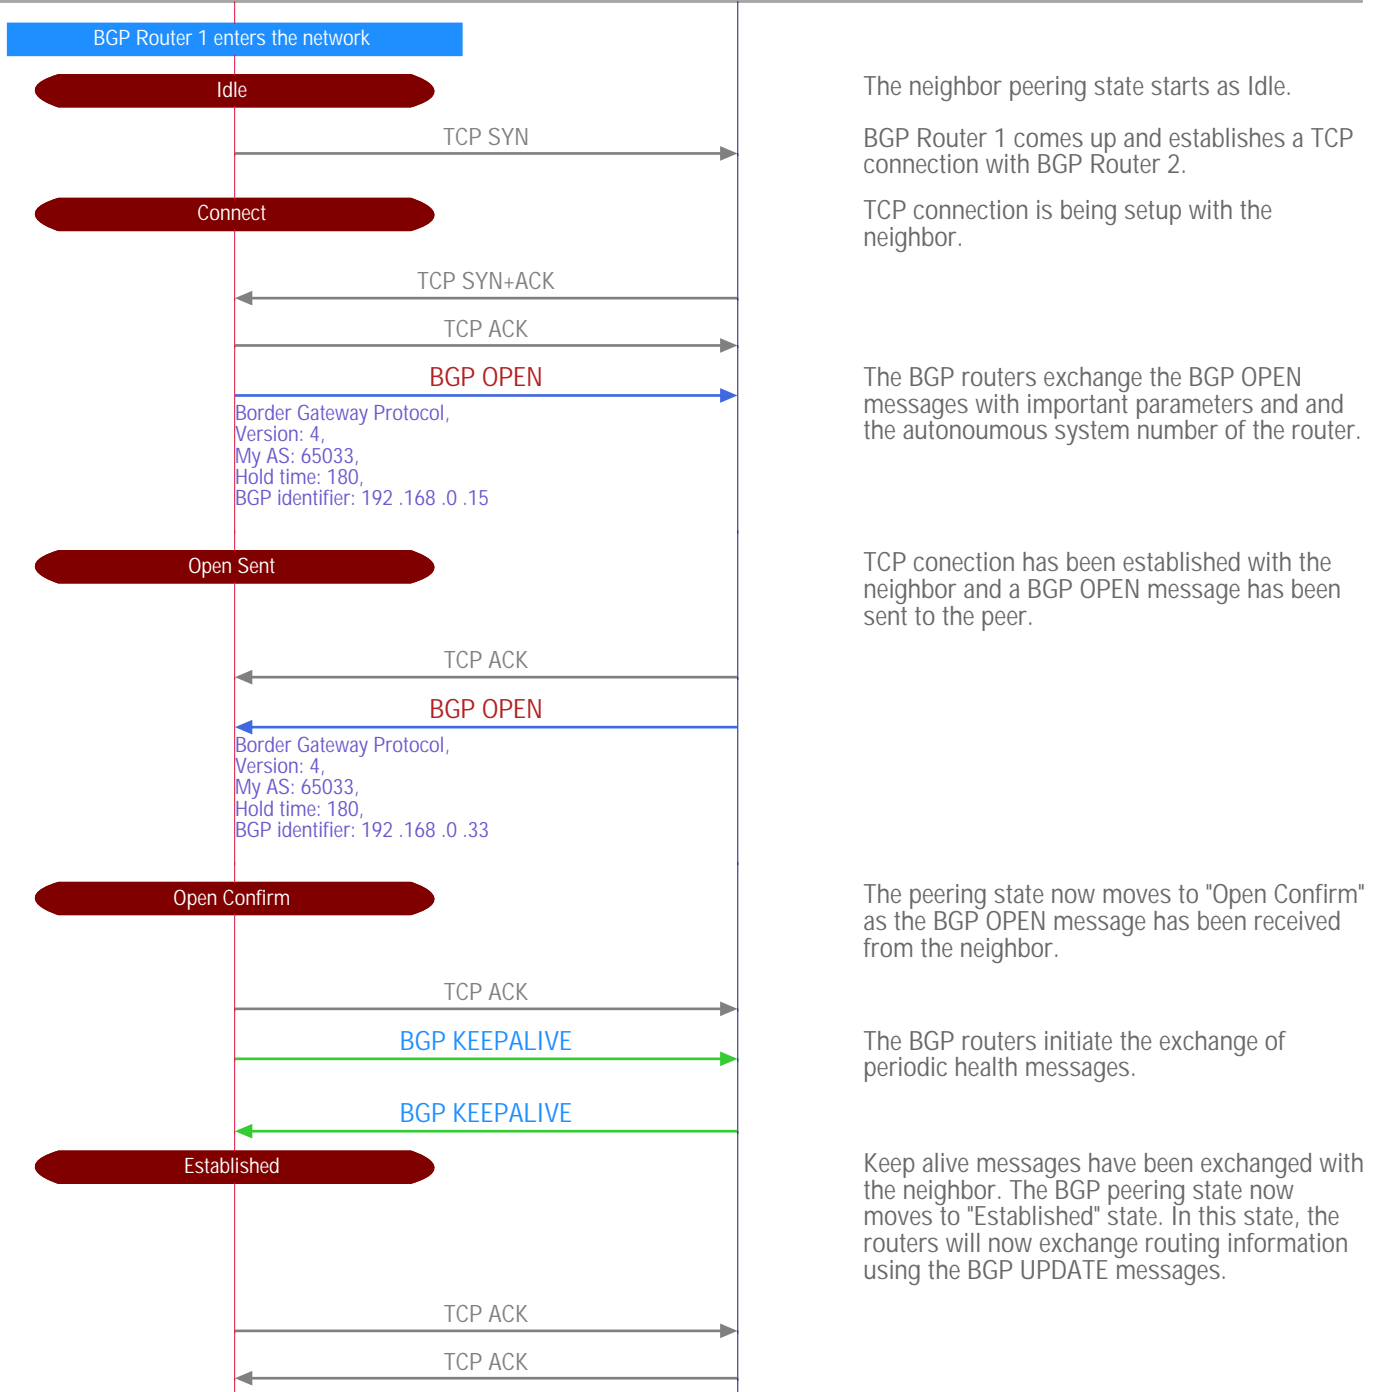 BGP Router 1 enters the network
Idle
The neighbor peering state starts as Idle.
TCP SYN
BGP Router 1 comes up and establishes a TCP
connection with BGP Router 2.
Connect
TCP connection is being setup with the
neighbor.
TCP SYN+ACK
TCP ACK
BGP OPEN
The BGP routers exchange the BGP OPEN
messages with important parameters and and
the autonoumous system number of the router.
Border Gateway Protocol,
Version: 4,
My AS: 65033,
Hold time: 180,
BGP identifier: 192 .168 .0 .15
Open Sent
TCP conection has been established with the
neighbor and a BGP OPEN message has been
sent to the peer.
TCP ACK
BGP OPEN
Border Gateway Protocol,
Version: 4,
My AS: 65033,
Hold time: 180,
BGP identifier: 192 .168 .0 .33
Open Confirm
The peering state now moves to "Open Confirm"
as the BGP OPEN message has been received
from the neighbor.
TCP ACK
BGP KEEPALIVE
The BGP routers initiate the exchange of
periodic health messages.
BGP KEEPALIVE
Established
Keep alive messages have been exchanged with
the neighbor. The BGP peering state now
moves to "Established" state. In this state, the
routers will now exchange routing information
using the BGP UPDATE messages.
TCP ACK
TCP ACK